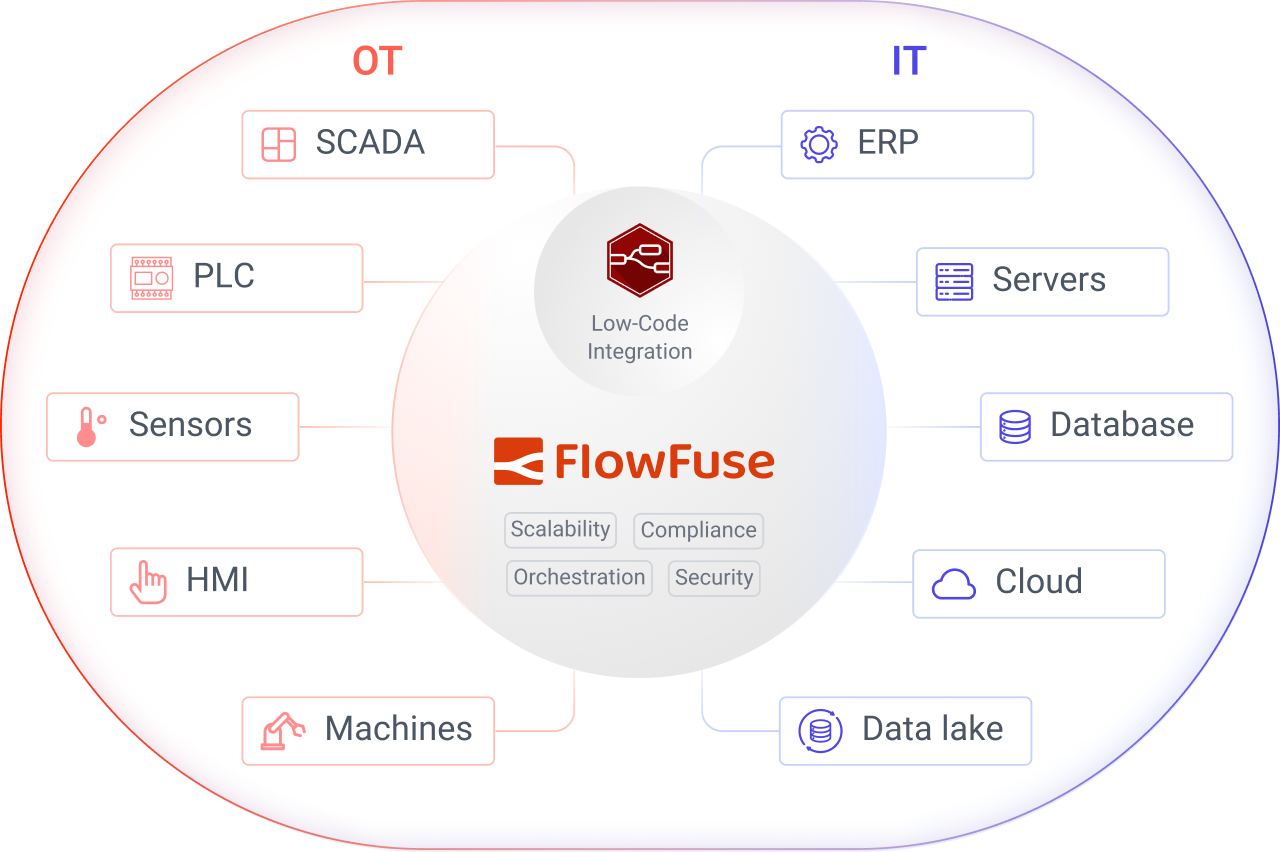 OT
IT
SCADA
ERP
PLC
Servers
Low-Code
Integration
Sensors
Database
FlowFuse
Scalability
Compliance
Orchestration
Security
HMI
Cloud
Machines
Data lake